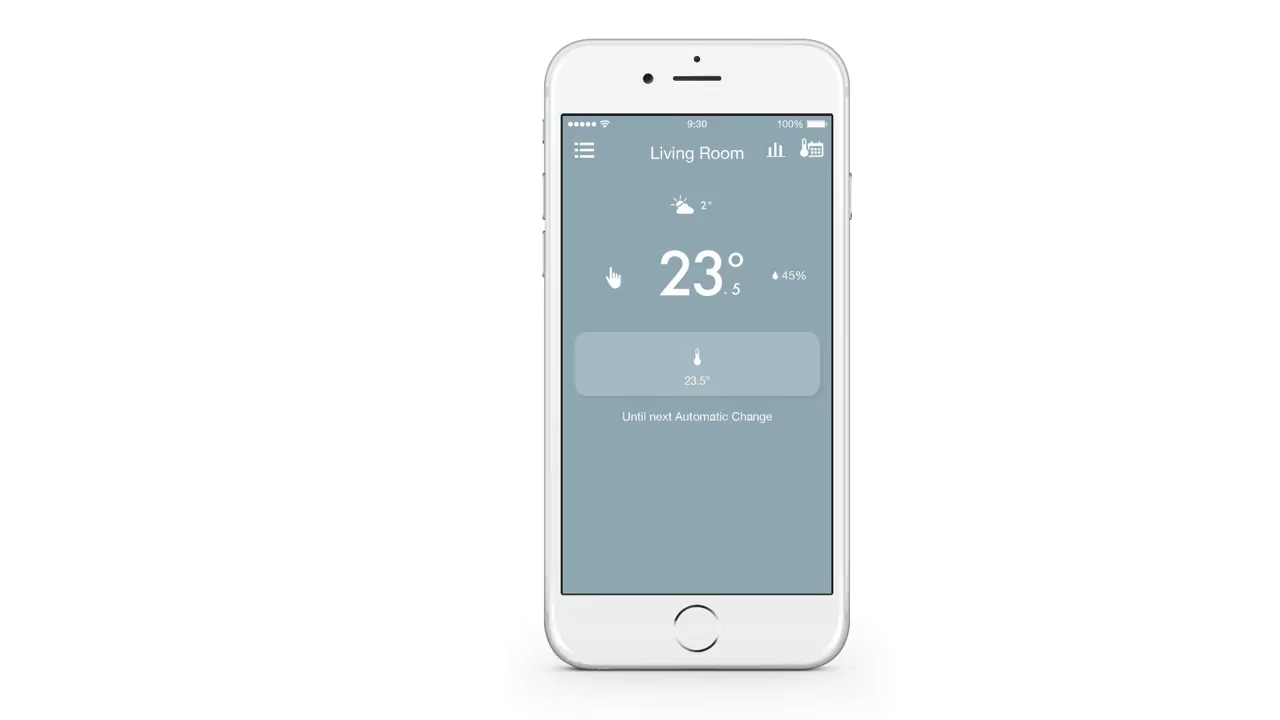 9:30 100%
Living Room
2°
23°.5
45%
23.5°
Until next Automatic Change